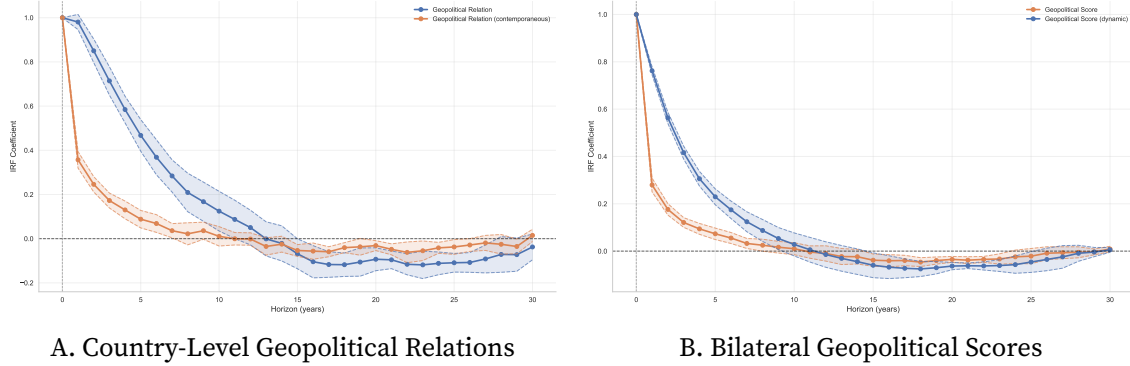 Geopolitical Relation
Geopolitical Relation (contemporaneous)
1.0
0.8
0.6
0.4
0.2
0.0
−0.2
IRF Coefficient
0
5
10
15
20
25
30
Horizon (years)
A. Country-Level Geopolitical Relations
Geopolitical Score
Geopolitical Score (dynamic)
1.0
0.8
0.6
0.4
0.2
0.0
IRF Coefficient
0
5
10
15
20
25
30
Horizon (years)
B. Bilateral Geopolitical Scores